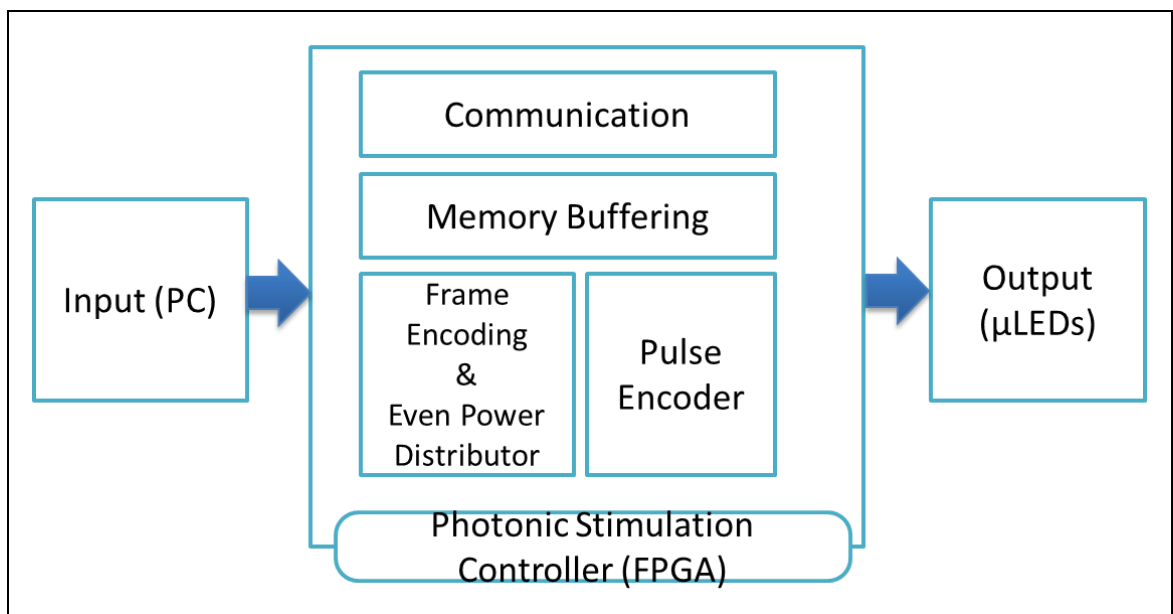 Communication
Memory Buffering
Input (PC)
Frame
Encoding
&
Even Power
Distributor
Pulse
Encoder
Output
(μLEDs)
Photonic Stimulation
Controller (FPGA)